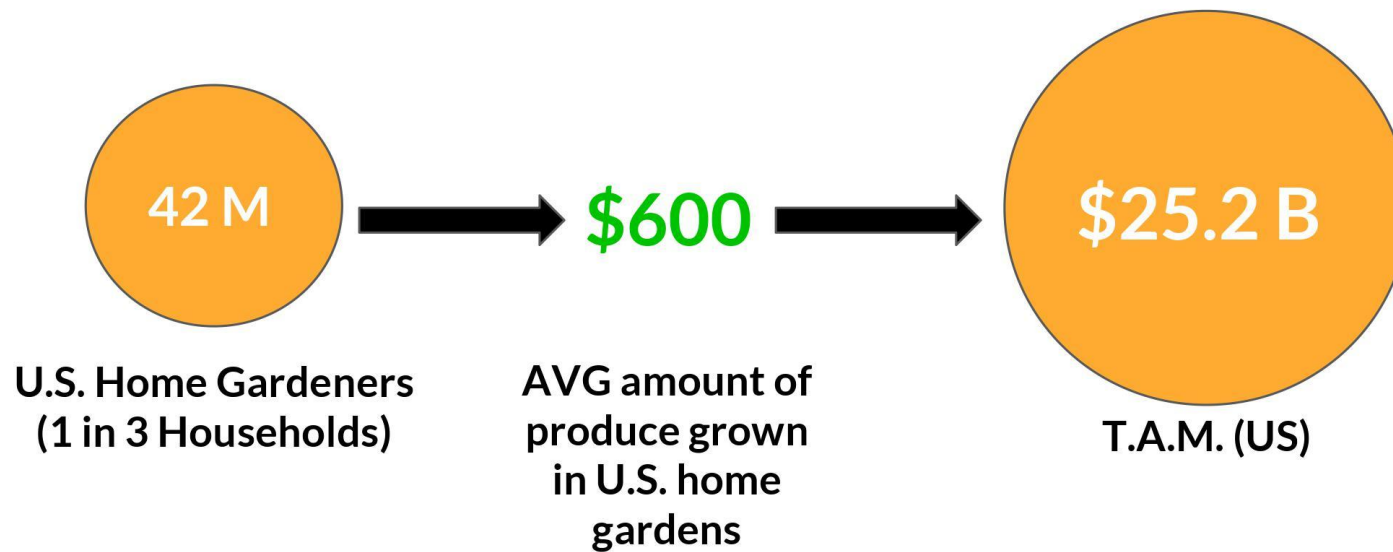 42 M
$600
$25.2 B
U.S. Home Gardeners
(1 in 3 Households)
AVG amount of
produce grown
in U.S. home
gardens
T.A.M. (US)